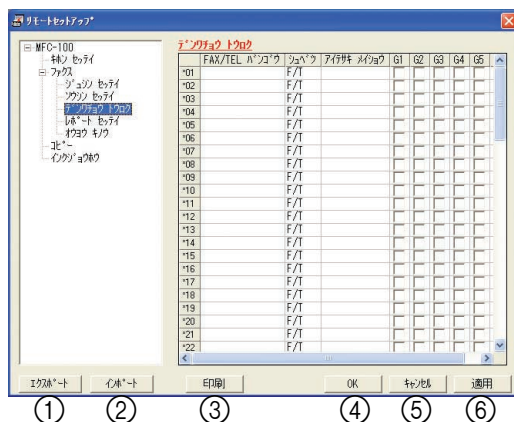 リモートセットアップ
MFC-100
キホン セッテイ
ファクス
ジュシン セッテイ
ソウシン セッテイ
デンワチョウ トウロク
レポート セッテイ
オウヨウ キノウ
コピー
インクジョウホウ
デンワチョウ トウロク
FAX/TEL バンゴウ シュベツ アイテサキ メイショウ G1 G2 G3 G4 G5
*01 F/T
*02 F/T
*03 F/T
*04 F/T
*05 F/T
*06 F/T
*07 F/T
*08 F/T
*09 F/T
*10 F/T
*11 F/T
*12 F/T
*13 F/T
*14 F/T
*15 F/T
*16 F/T
*17 F/T
*18 F/T
*19 F/T
*20 F/T
*21 F/T
*22 F/T
エクスポート インポート 印刷 OK キャンセル 適用
① ② ③ ④ ⑤ ⑥